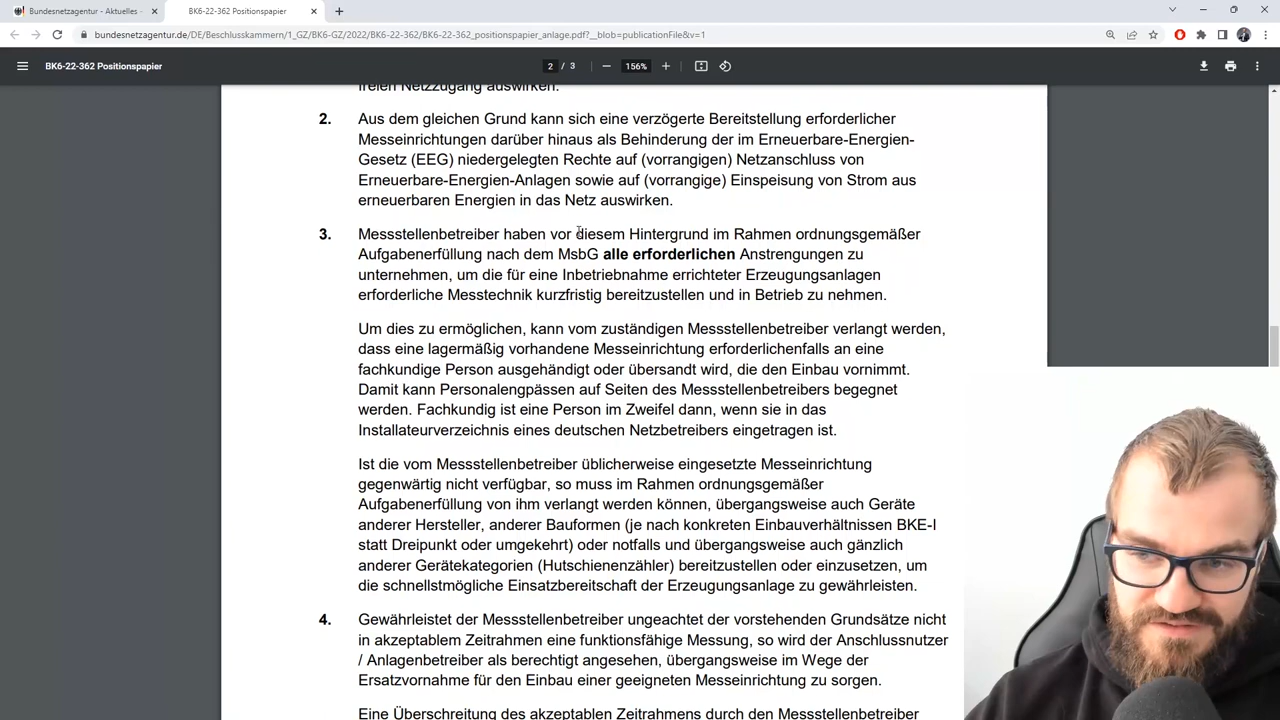 Bundesnetzagentur - Aktuelles -
BK6-22-362 Positionspapier
bundesnetzagentur.de/DE/Beschlusskammern/1_GZ/BK6-GZ/2022/BK6-22-362/BK6-22-362_positionspapier_anlage.pdf?__blob=publicationFile&v=1
BK6-22-362 Positionspapier
2 / 3
156%
freien Netzzugang auswirken.
2. Aus dem gleichen Grund kann sich eine verzögerte Bereitstellung erforderlicher
Messeinrichtungen darüber hinaus als Behinderung der im Erneuerbare-Energien-
Gesetz (EEG) niedergelegten Rechte auf (vorrangigen) Netzanschluss von
Erneuerbare-Energien-Anlagen sowie auf (vorrangige) Einspeisung von Strom aus
erneuerbaren Energien in das Netz auswirken.
3. Messstellenbetreiber haben vor diesem Hintergrund im Rahmen ordnungsgemäßer
Aufgabenerfüllung nach dem MsbG alle erforderlichen Anstrengungen zu
unternehmen, um die für eine Inbetriebnahme errichteter Erzeugungsanlagen
erforderliche Messtechnik kurzfristig bereitzustellen und in Betrieb zu nehmen.
Um dies zu ermöglichen, kann vom zuständigen Messstellenbetreiber verlangt werden,
dass eine lagermäßig vorhandene Messeinrichtung erforderlichenfalls an eine
fachkundige Person ausgehändigt oder übersandt wird, die den Einbau vornimmt.
Damit kann Personalengpässen auf Seiten des Messstellenbetreibers begegnet
werden. Fachkundig ist eine Person im Zweifel dann, wenn sie in das
Installateurverzeichnis eines deutschen Netzbetreibers eingetragen ist.
Ist die vom Messstellenbetreiber üblicherweise eingesetzte Messeinrichtung
gegenwärtig nicht verfügbar, so muss im Rahmen ordnungsgemäßer
Aufgabenerfüllung von ihm verlangt werden können, übergangsweise auch Geräte
anderer Hersteller, anderer Bauformen (je nach konkreten Einbauverhältnissen BKE-I
statt Dreipunkt oder umgekehrt) oder notfalls und übergangsweise auch gänzlich
anderer Gerätekategorien (Hutschienenzähler) bereitzustellen oder einzusetzen, um
die schnellstmögliche Einsatzbereitschaft der Erzeugungsanlage zu gewährleisten.
4. Gewährleistet der Messstellenbetreiber ungeachtet der vorstehenden Grundsätze nicht
in akzeptablem Zeitrahmen eine funktionsfähige Messung, so wird der Anschlussnutzer
/ Anlagenbetreiber als berechtigt angesehen, übergangsweise im Wege der
Ersatzvornahme für den Einbau einer geeigneten Messeinrichtung zu sorgen.
Eine Überschreitung des akzeptablen Zeitrahmens durch den Messstellenbetreiber